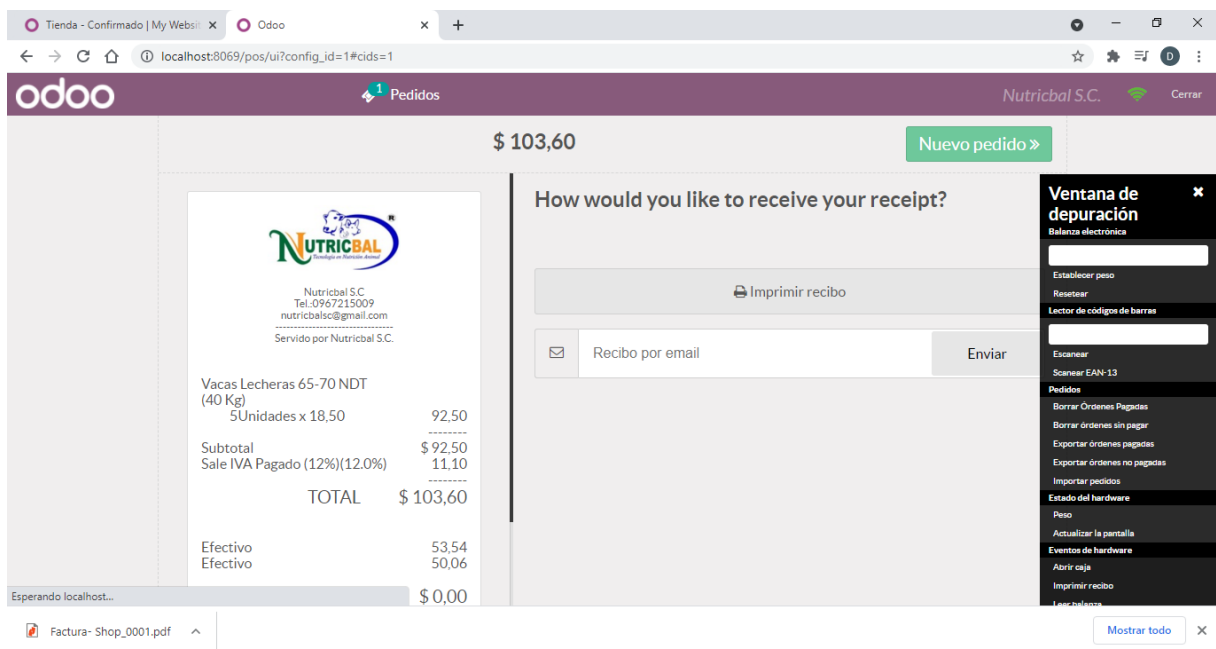 Tienda - Confirmado | My Websi
Odoo
localhost:8069/pos/ui?config_id=1#cids=1
D
odoo
1 Pedidos
Nutricbal S.C.
Cerrar
$ 103,60
Nuevo pedido »
NUTRICBAL
Tecnología en Nutrición Animal
Nutricbal S.C
Tel.:0967215009
nutricbalsc@gmail.com
--------------------------------
Servido por Nutricbal S.C.
Vacas Lecheras 65-70 NDT
(40 Kg)
5Unidades x 18,50 92,50
--------
Subtotal $ 92,50
Sale IVA Pagado (12%)(12.0%) 11,10
--------
TOTAL $ 103,60
Efectivo 53,54
Efectivo 50,06
$ 0,00
How would you like to receive your receipt?
Imprimir recibo
Recibo por email
Enviar
Ventana de
depuración
Balanza electrónica
Establecer peso
Resetear
Lector de códigos de barras
Escanear
Scanear EAN-13
Pedidos
Borrar Órdenes Pagadas
Borrar órdenes sin pagar
Exportar órdenes pagadas
Exportar órdenes no pagadas
Importar pedidos
Estado del hardware
Peso
Actualizar la pantalla
Eventos de hardware
Abrir caja
Imprimir recibo
Leer balanza
Esperando localhost...
Factura- Shop_0001.pdf
Mostrar todo